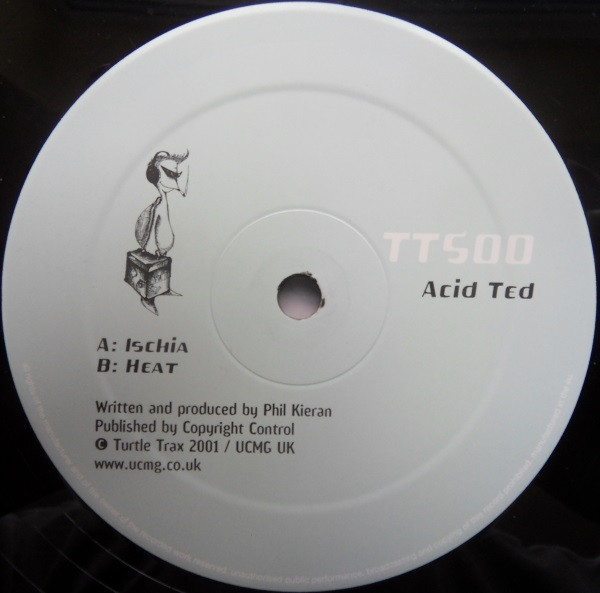 TT500
Acid Ted
A: Ischia
B: Heat
Written and produced by Phil Kieran
Published by Copyright Control
© Turtle Trax 2001 / UCMG UK
www.ucmg.co.uk